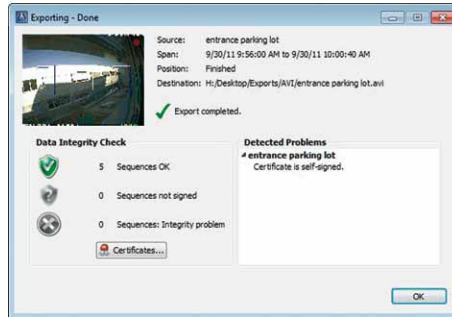 Exporting - Done
Source: entrance parking lot
Span: 9/30/11 9:56:00 AM to 9/30/11 10:00:40 AM
Position: Finished
Destination: H:/Desktop/Exports/AVI/entrance parking lot.avi
Export completed.
Data Integrity Check
5 Sequences OK
0 Sequences not signed
0 Sequences: Integrity problem
Certificates...
Detected Problems
entrance parking lot
Certificate is self-signed.
OK